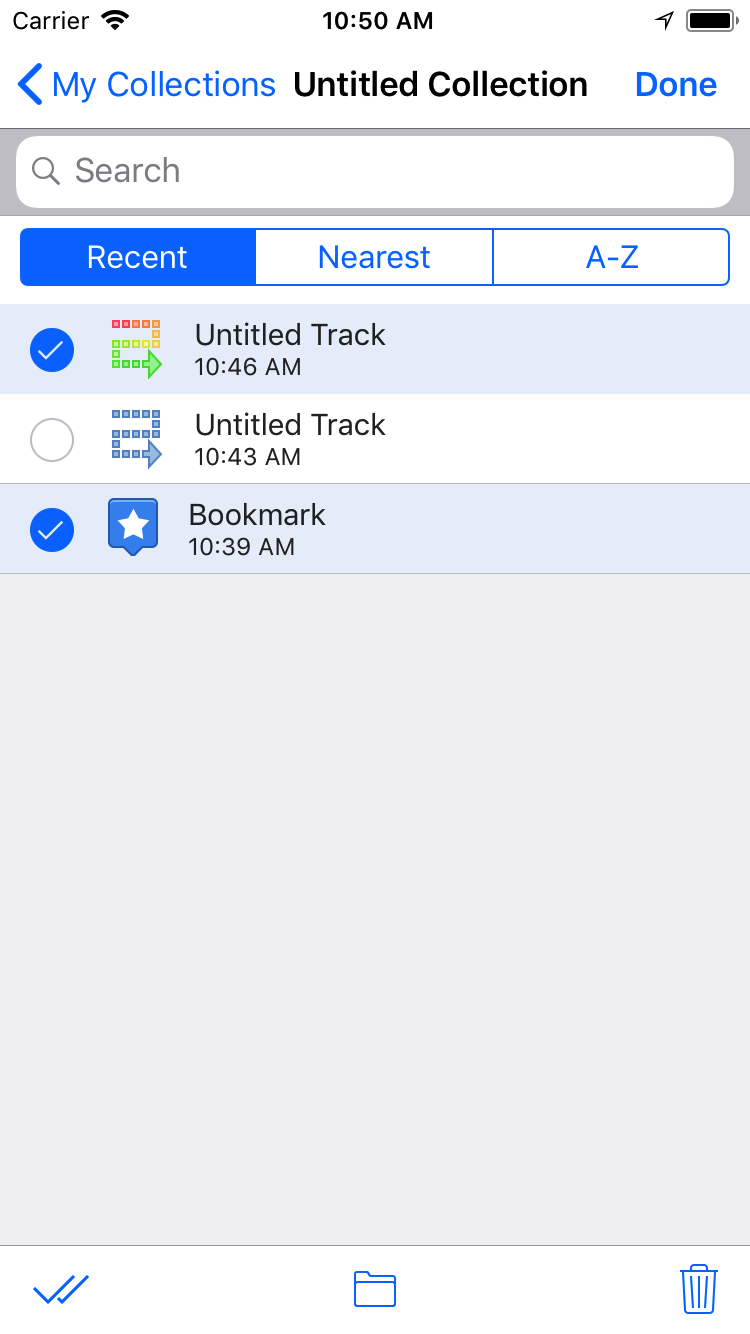 Carrier 10:50 AM
My Collections Untitled Collection Done
Search
Recent Nearest A-Z
Untitled Track
10:46 AM
Untitled Track
10:43 AM
Bookmark
10:39 AM